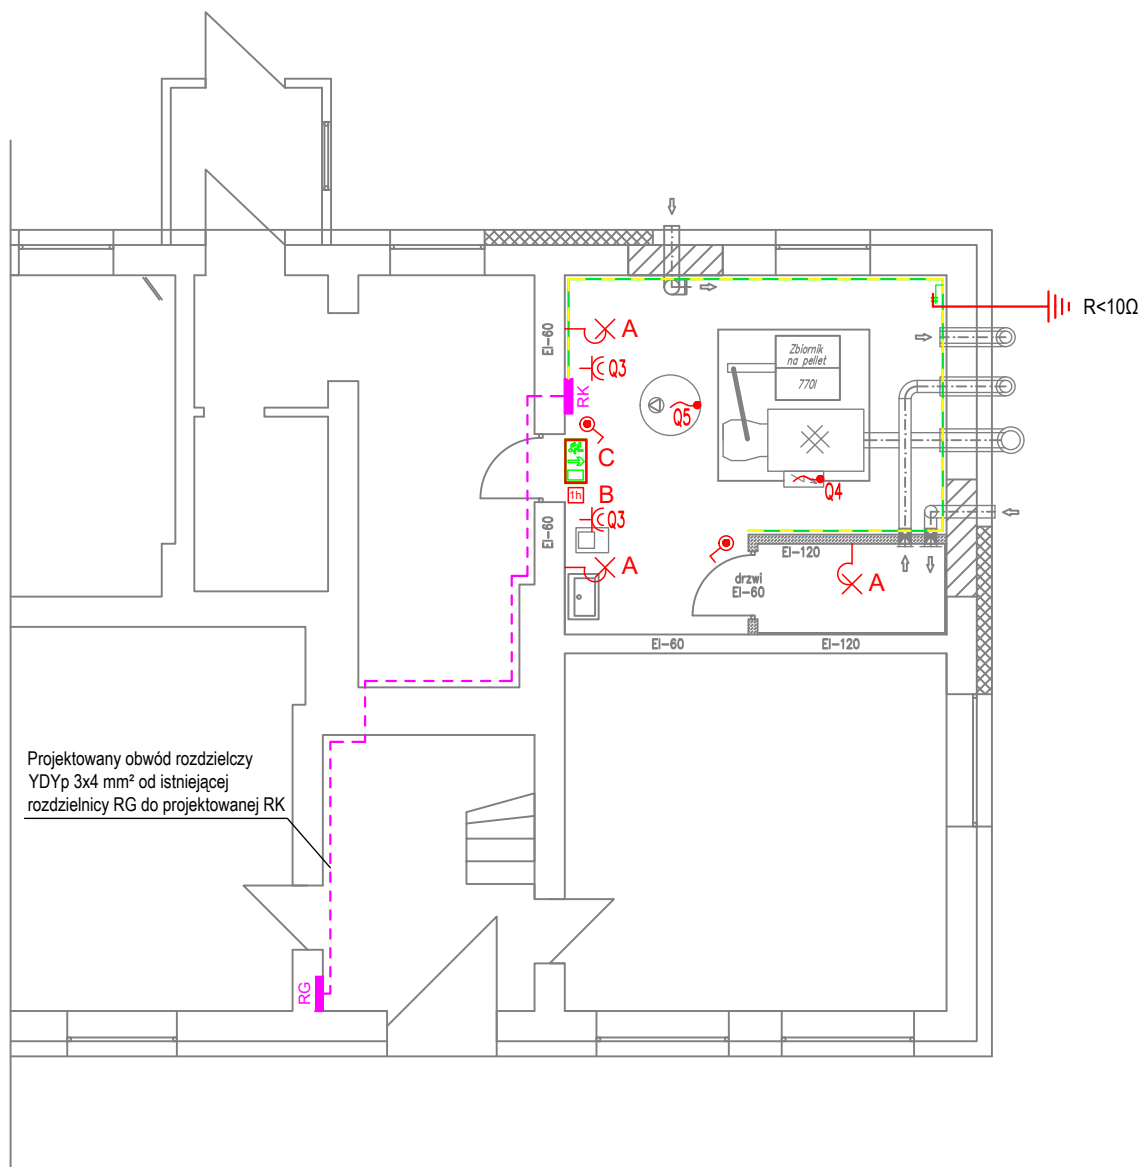 R<10Ω
A
EI-60
Q3
Zbiornik
na pellet
770l
RK
Q5
C
1h
B
Q4
Q3
EI-60
EI-120
A
drzwi
EI-60
A
EI-60
EI-120
Projektowany obwód rozdzielczy
YDYp 3x4 mm² od istniejącej
rozdzielnicy RG do projektowanej RK
RG